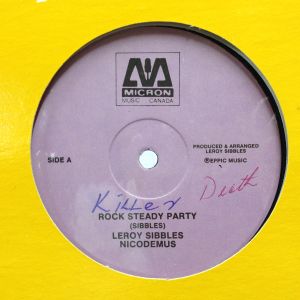 MICRON
MUSIC CANADA
PRODUCED & ARRANGED
LEROY SIBBLES
SIDE A
℗EPPIC MUSIC
Killer
Death
ROCK STEADY PARTY
(SIBBLES)
LEROY SIBBLES
NICODEMUS